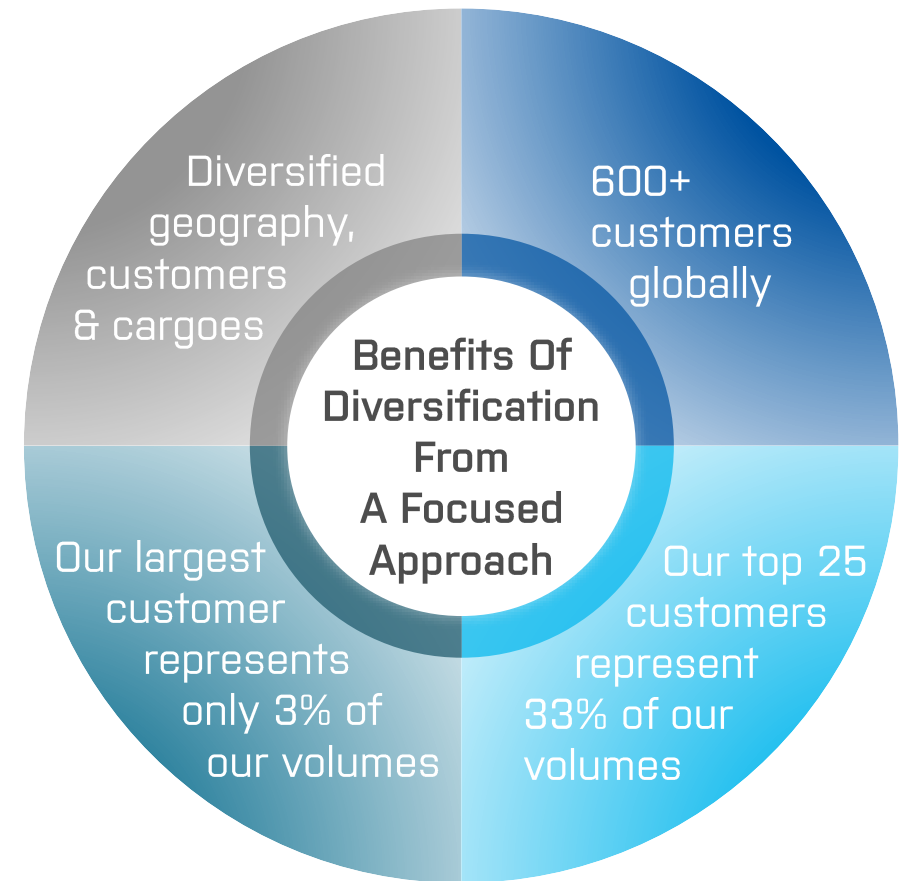 Diversified
geography,
customers
& cargoes
600+
customers
globally
Benefits Of
Diversification
From
A Focused
Approach
Our largest
customer
represents
only 3% of
our volumes
Our top 25
customers
represent
33% of our
volumes